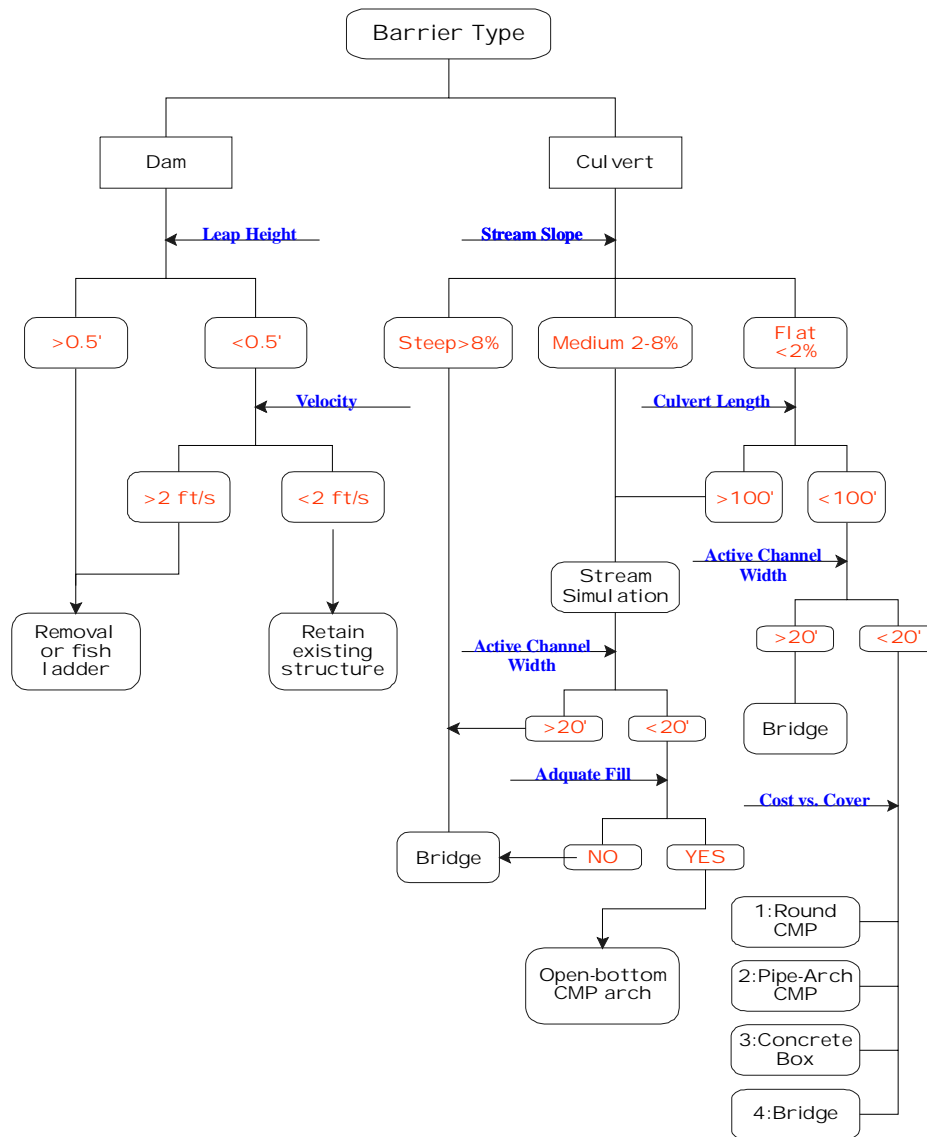 Barrier Type
Dam
Culvert
Leap Height
Stream Slope
>0.5'
<0.5'
Steep>8%
Medium 2-8%
Flat
<2%
Velocity
Culvert Length
>2 ft/s
<2 ft/s
>100'
<100'
Active Channel
Width
Stream
Simulation
Removal
or fish
ladder
Retain
existing
structure
Active Channel
Width
>20'
<20'
>20'
<20'
Bridge
Adquate Fill
Cost vs. Cover
Bridge
NO
YES
1:Round
CMP
Open-bottom
CMP arch
2:Pipe-Arch
CMP
3:Concrete
Box
4:Bridge